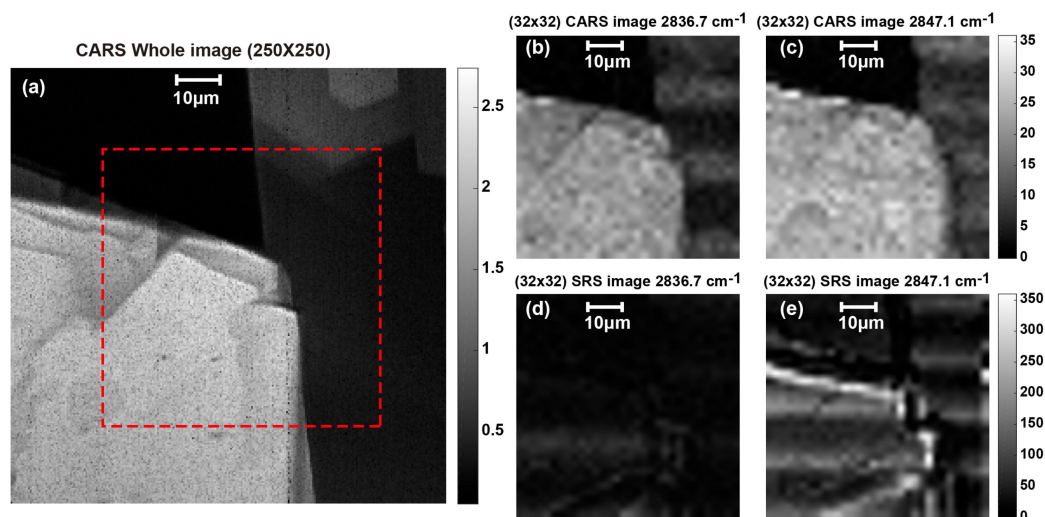 CARS Whole image (250X250)
(a)
10µm
2.5
2
1.5
1
0.5
(32x32) CARS image 2836.7 cm⁻¹
(b)
10µm
(32x32) CARS image 2847.1 cm⁻¹
(c)
10µm
35
30
25
20
15
10
5
0
(32x32) SRS image 2836.7 cm⁻¹
(d)
10µm
(32x32) SRS image 2847.1 cm⁻¹
(e)
10µm
350
300
250
200
150
100
50
0